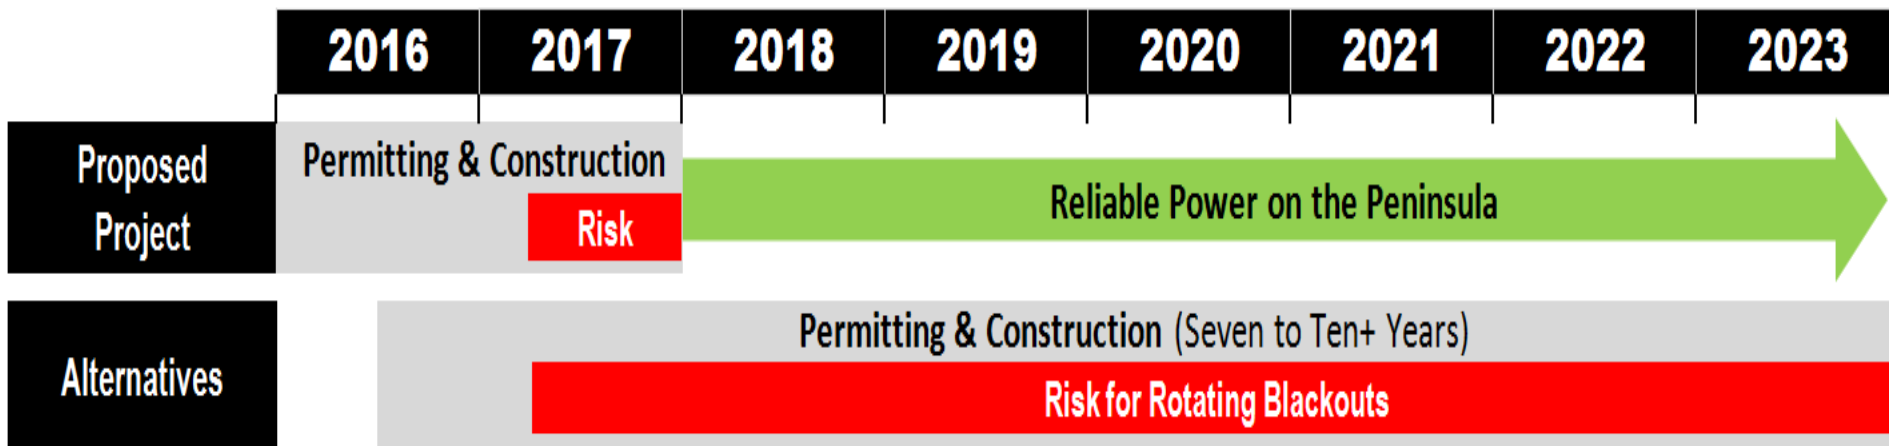 2016 2017 2018 2019 2020 2021 2022 2023
Proposed
Project
Permitting & Construction
Risk
Reliable Power on the Peninsula
Alternatives
Permitting & Construction (Seven to Ten+ Years)
Risk for Rotating Blackouts